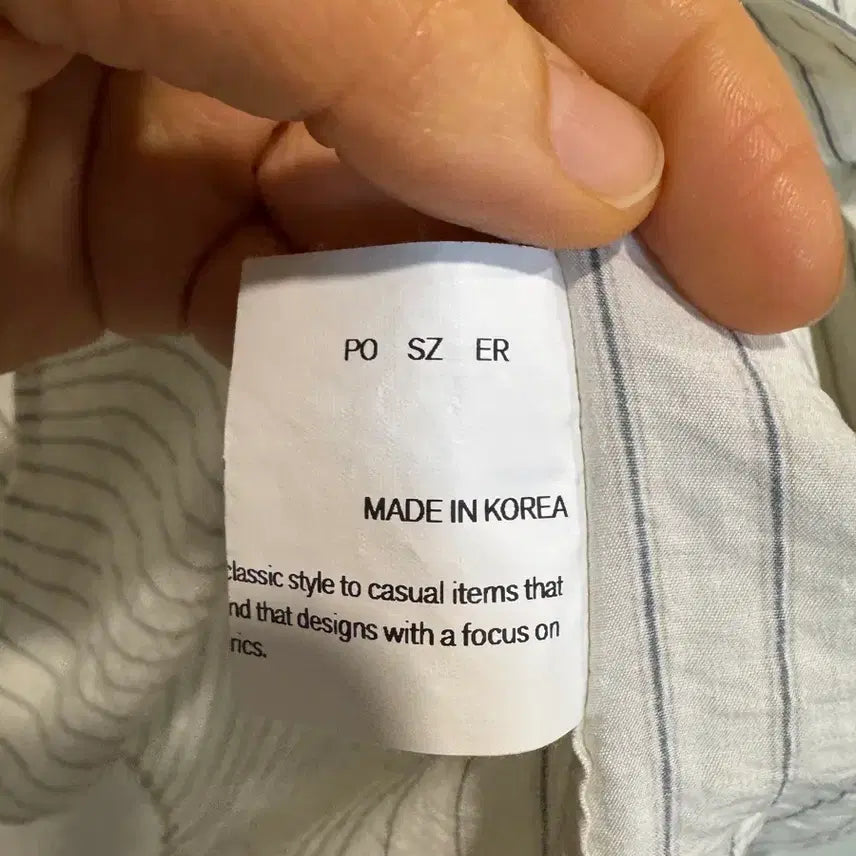 PO SZ ER
MADE IN KOREA
classic style to casual items that
nd that designs with a focus on
rics.